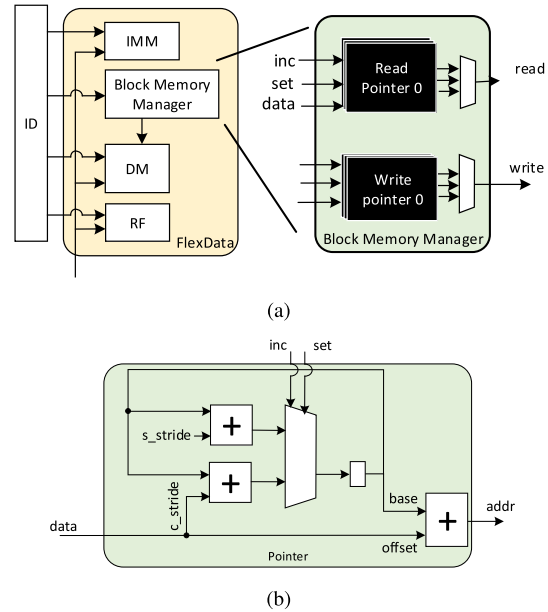 ID
IMM
Block Memory
Manager
DM
RF
FlexData
inc
set
data
Read
Pointer 0
read
Write
pointer 0
write
Block Memory Manager
(a)
inc
set
+
s_stride
+
c_stride
data
base
offset
+
addr
Pointer
(b)